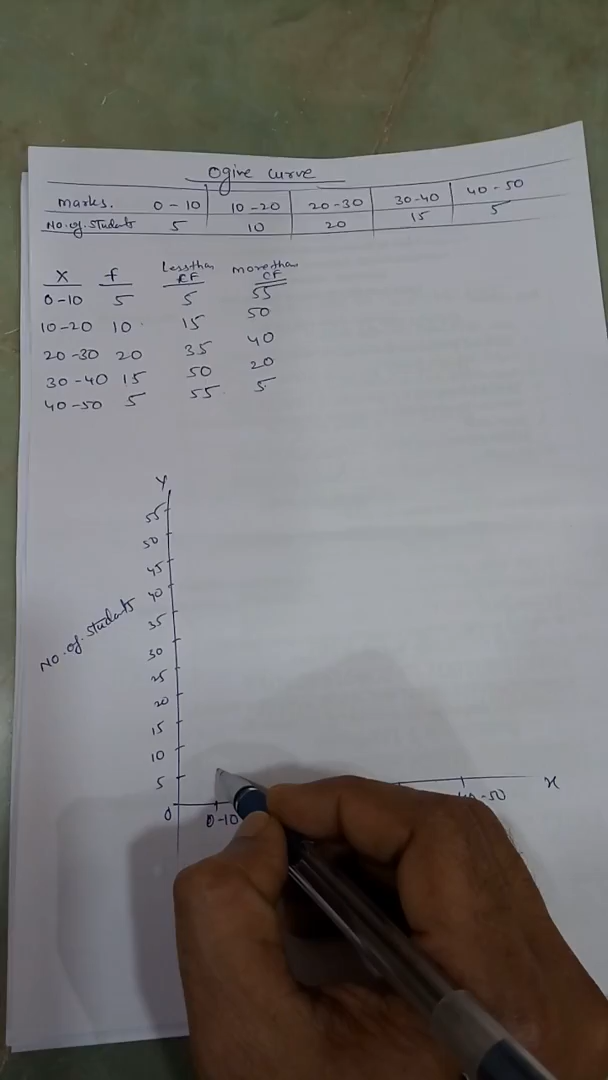 Ogive curve
marks. 0-10 10-20 20-30 30-40 40-50
No.of.students 5 10 20 15 5
X f Less than CF more than CF
0-10 5 5 55
10-20 10 15 50
20-30 20 35 40
30-40 15 50 20
40-50 5 55 5
Y
55
50
45
40
No.of.students
35
30
25
20
15
10
5
0 0-10 40-50 X